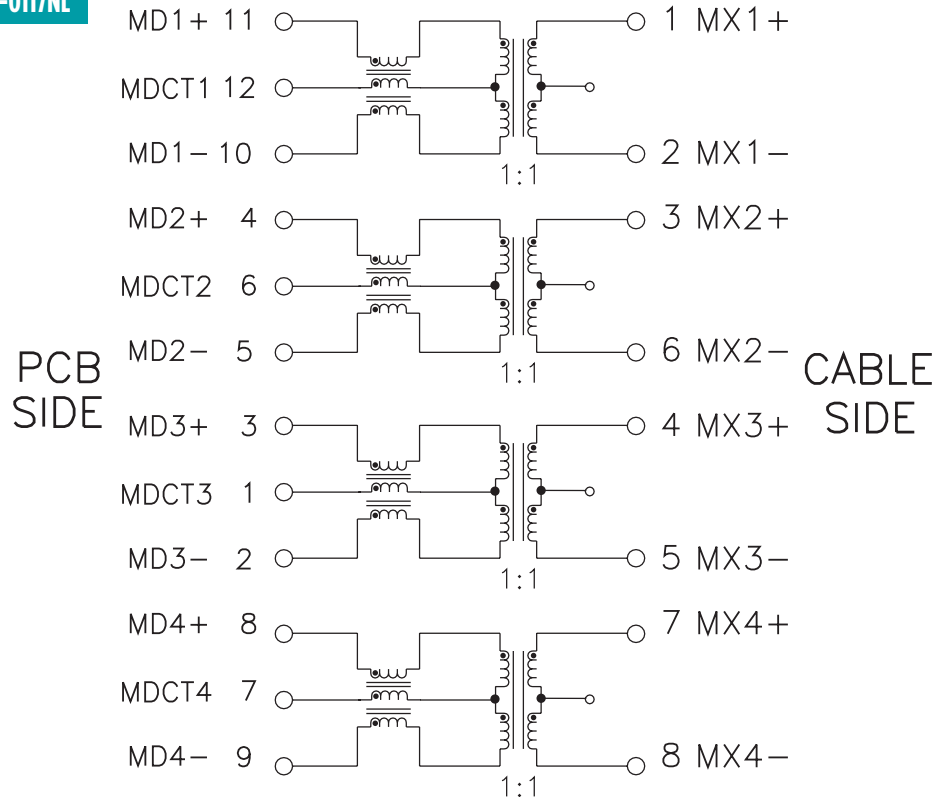 -0117NL
MD1+ 11
1 MX1+
MDCT1 12
MD1- 10
2 MX1-
1:1
MD2+ 4
3 MX2+
MDCT2 6
MD2- 5
6 MX2-
1:1
PCB
SIDE
CABLE
SIDE
MD3+ 3
4 MX3+
MDCT3 1
MD3- 2
5 MX3-
1:1
MD4+ 8
7 MX4+
MDCT4 7
MD4- 9
8 MX4-
1:1